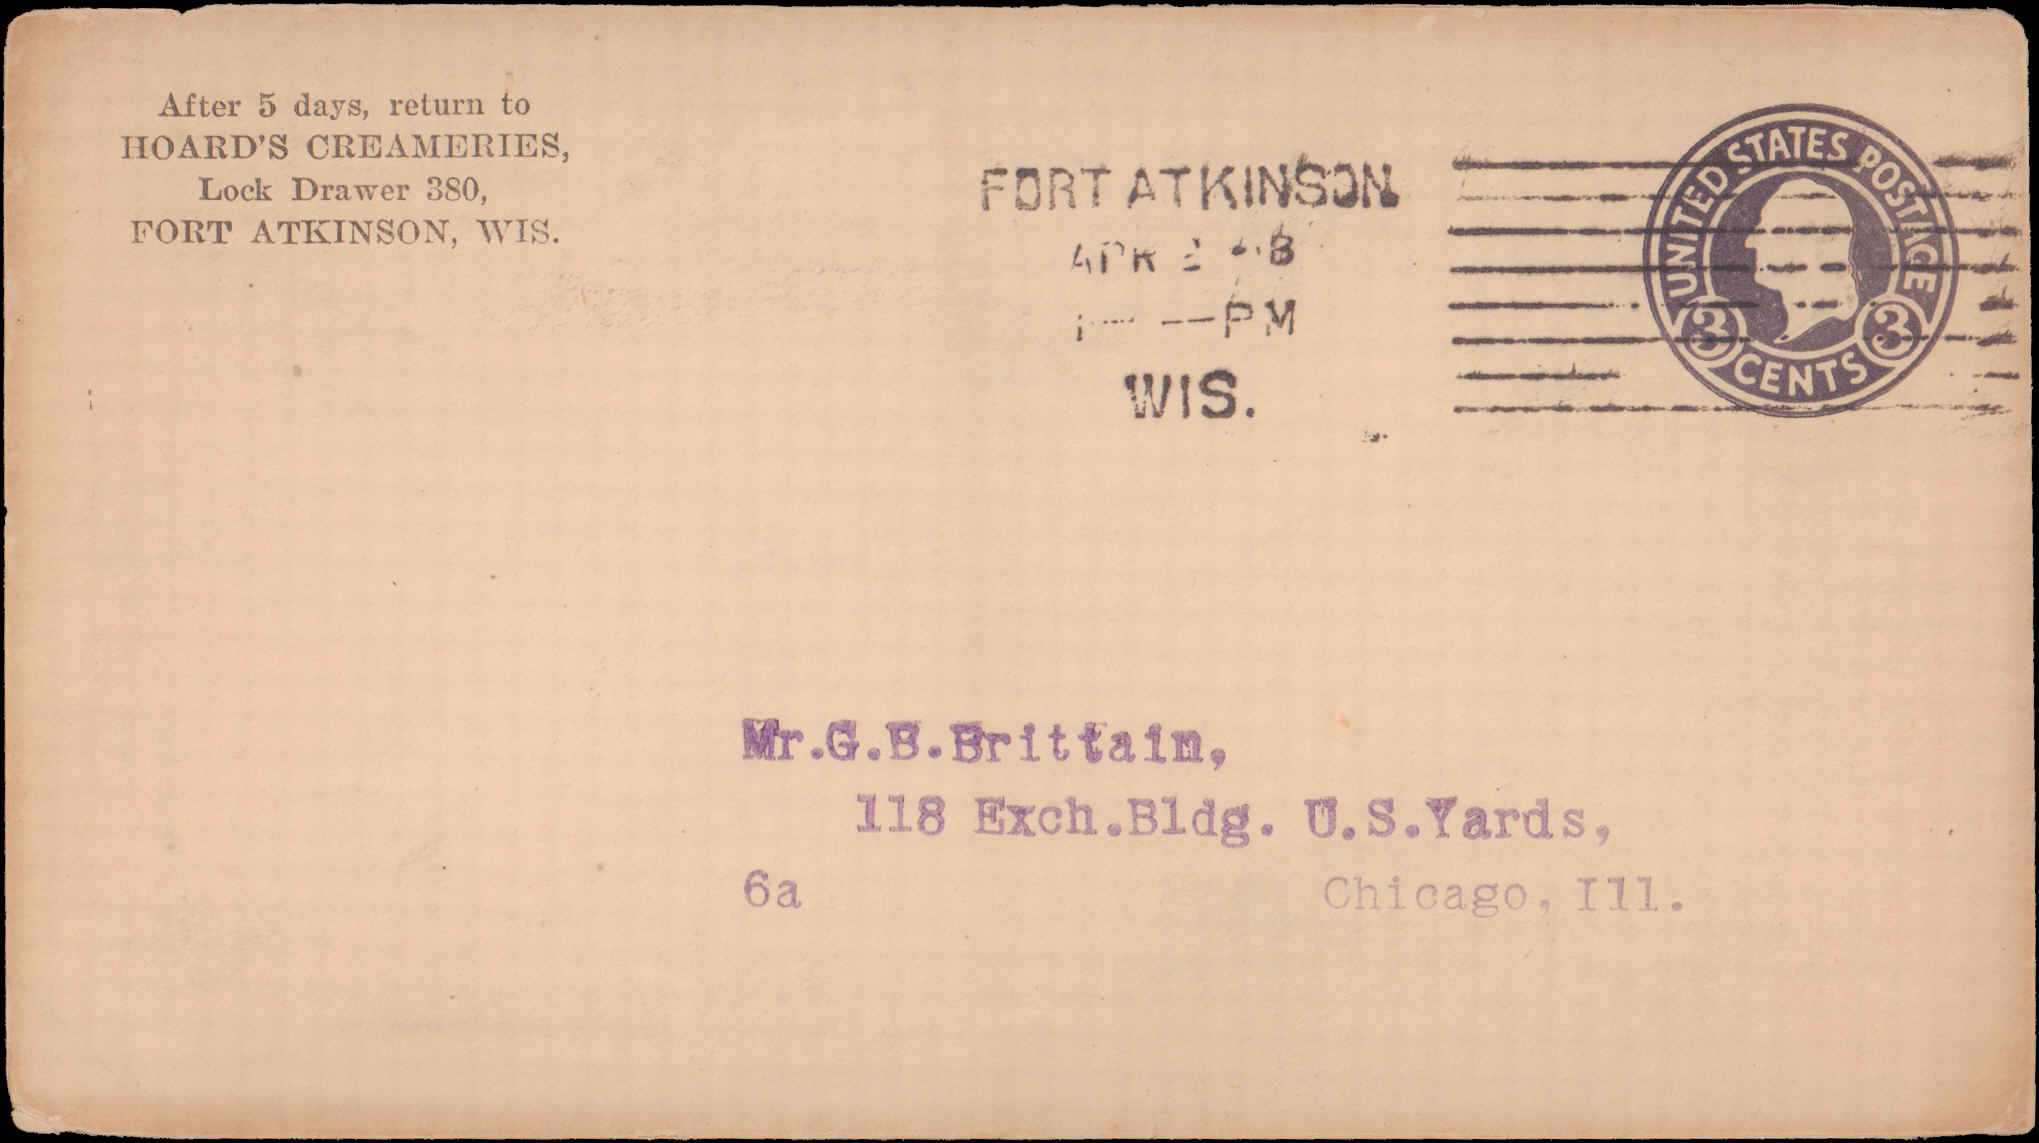 After 5 days, return to
HOARD'S CREAMERIES,
Lock Drawer 380,
FORT ATKINSON, WIS.
FORT ATKINSON
APR
PM
WIS.
UNITED STATES POSTAGE
3 3
CENTS
Mr.G.B.Brittain,
118 Exch.Bldg. U.S.Yards,
6a Chicago, Ill.